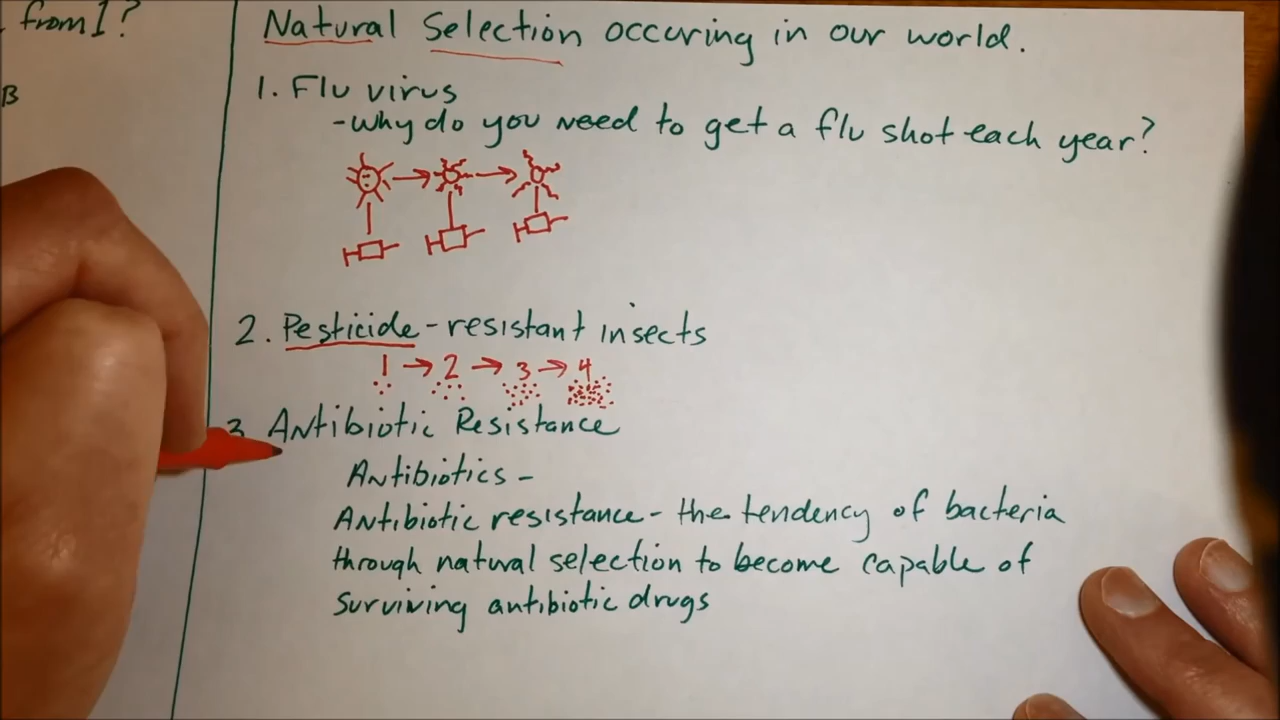 from I?
B
Natural Selection occuring in our world.
1. Flu virus
- Why do you need to get a flu shot each year?
2. Pesticide - resistant insects
1 → 2 → 3 → 4
3 Antibiotic Resistance
Antibiotics -
Antibiotic resistance - the tendency of bacteria
through natural selection to become capable of
surviving antibiotic drugs